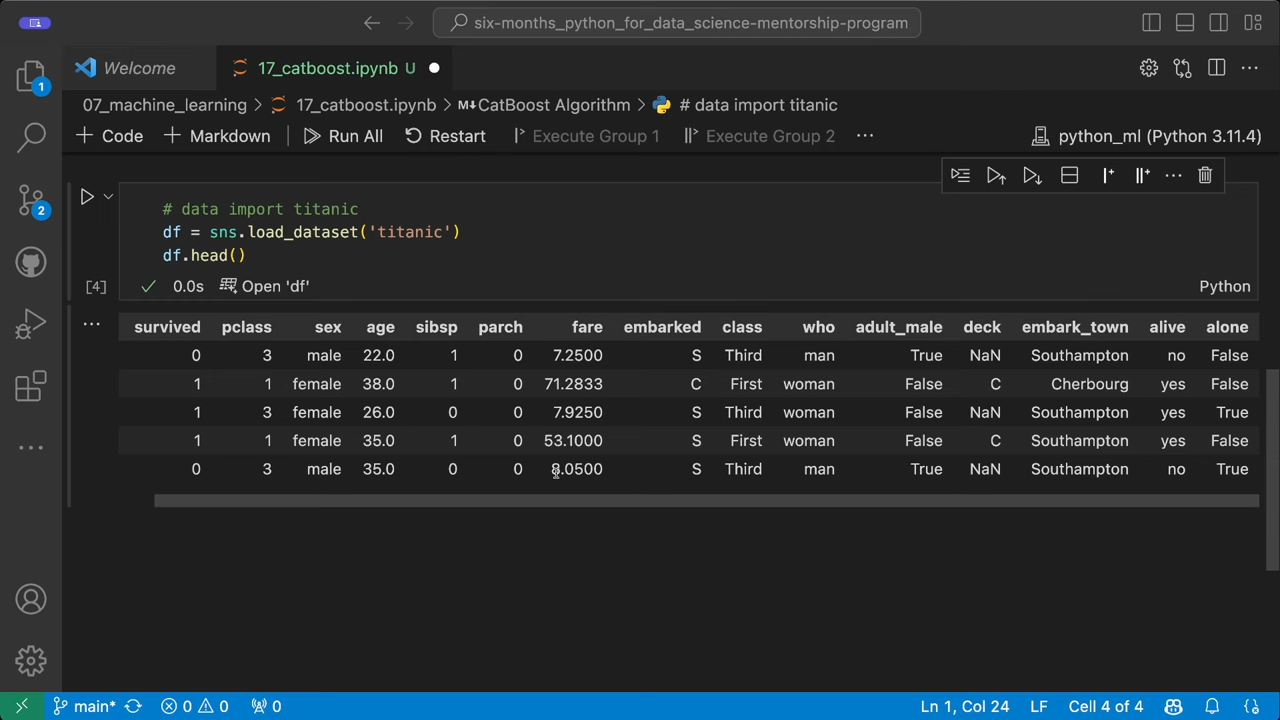 six-months_python_for_data_science-mentorship-program
Welcome
17_catboost.ipynb U
07_machine_learning > 17_catboost.ipynb > M↓CatBoost Algorithm > # data import titanic
+ Code + Markdown Run All Restart Execute Group 1 Execute Group 2 ... python_ml (Python 3.11.4)
1
2
# data import titanic
df = sns.load_dataset('titanic')
df.head()
[4] ✓ 0.0s Open 'df' Python
survived pclass sex age sibsp parch fare embarked class who adult_male deck embark_town alive alone
0 3 male 22.0 1 0 7.2500 S Third man True NaN Southampton no False
1 1 female 38.0 1 0 71.2833 C First woman False C Cherbourg yes False
1 3 female 26.0 0 0 7.9250 S Third woman False NaN Southampton yes True
1 1 female 35.0 1 0 53.1000 S First woman False C Southampton yes False
0 3 male 35.0 0 0 8.0500 S Third man True NaN Southampton no True
main* 0 0 0 Ln 1, Col 24 LF Cell 4 of 4